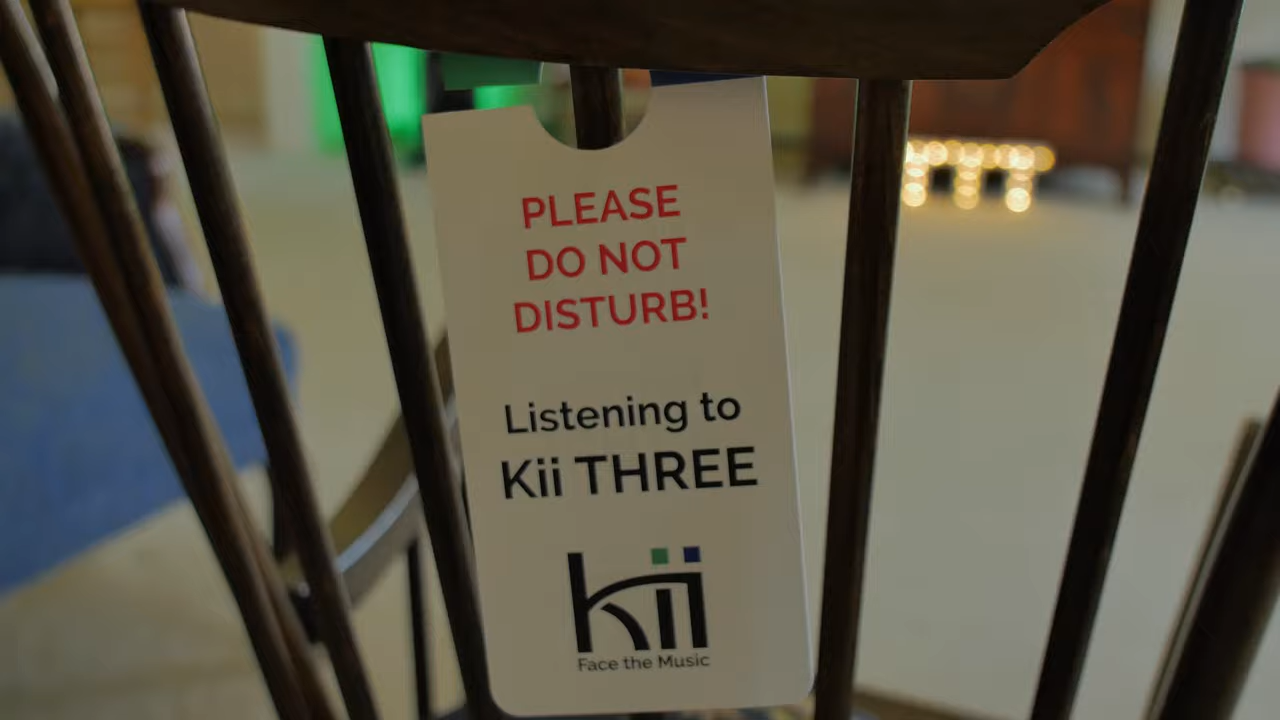 PLEASE
DO NOT
DISTURB!
Listening to
Kii THREE
kii
Face the Music